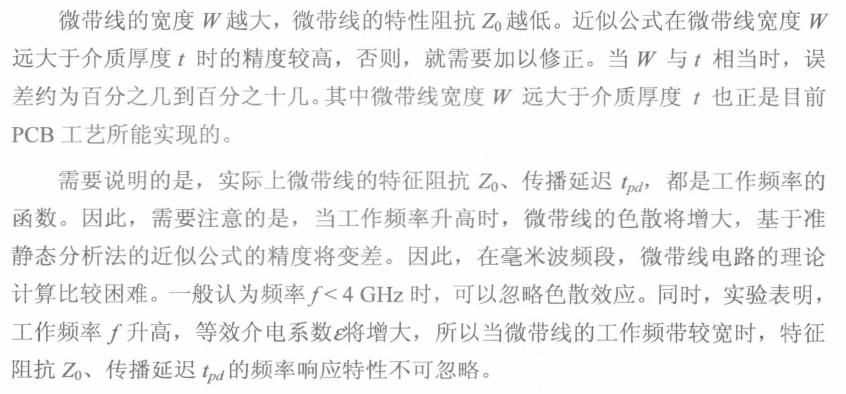 微带线的宽度 W 越大，微带线的特性阻抗 Z0 越低。近似公式在微带线宽度 W
远大于介质厚度 t 时的精度较高，否则，就需要加以修正。当 W 与 t 相当时，误
差约为百分之几到百分之十几。其中微带线宽度 W 远大于介质厚度 t 也正是目前
PCB 工艺所能实现的。
需要说明的是，实际上微带线的特征阻抗 Z0、传播延迟 tpd，都是工作频率的
函数。因此，需要注意的是，当工作频率升高时，微带线的色散将增大，基于准
静态分析法的近似公式的精度将变差。因此，在毫米波频段，微带线电路的理论
计算比较困难。一般认为频率 f < 4 GHz 时，可以忽略色散效应。同时，实验表明，
工作频率 f 升高，等效介电系数ε将增大，所以当微带线的工作频带较宽时，特征
阻抗 Z0、传播延迟 tpd 的频率响应特性不可忽略。